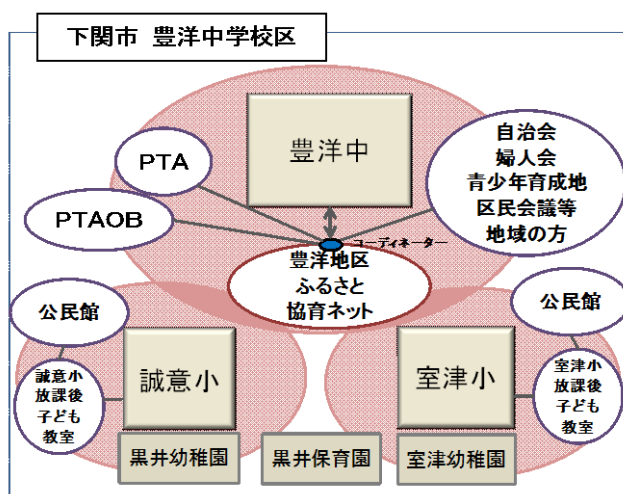 下関市 豊洋中学校区
豊洋中
PTA
PTAOB
自治会
婦人会
青少年育成地
区民会議等
地域の方
コーディネーター
豊洋地区
ふるさと
協育ネット
公民館
誠意小
放課後
子ども
教室
誠意小
公民館
室津小
室津小
放課後
子ども
教室
黒井幼稚園
黒井保育園
室津幼稚園